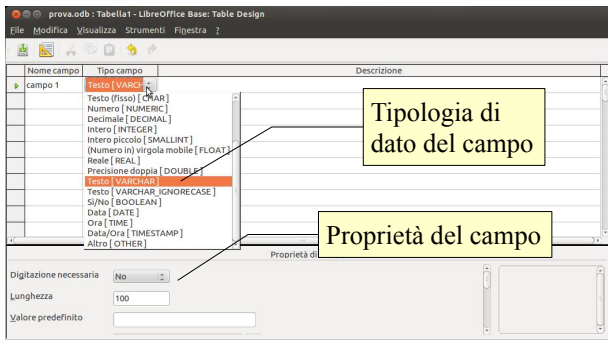 prova.odb : Tabella1 - LibreOffice Base: Table Design
File Modifica Visualizza Strumenti Finestra ?
Nome campo Tipo campo Descrizione
campo 1 Testo [ VARCH
Testo (fisso) [ CHAR ]
Numero [ NUMERIC ]
Decimale [ DECIMAL ]
Intero [ INTEGER ]
Intero piccolo [ SMALLINT ]
(Numero in) virgola mobile [ FLOAT ]
Reale [ REAL ]
Precisione doppia [ DOUBLE ]
Testo [ VARCHAR ]
Testo [ VARCHAR_IGNORECASE ]
Sì/No [ BOOLEAN ]
Data [ DATE ]
Ora [ TIME ]
Data/Ora [ TIMESTAMP ]
Altro [ OTHER ]
Tipologia di
dato del campo
Proprietà del campo
Proprietà di
Digitazione necessaria No
Lunghezza 100
Valore predefinito